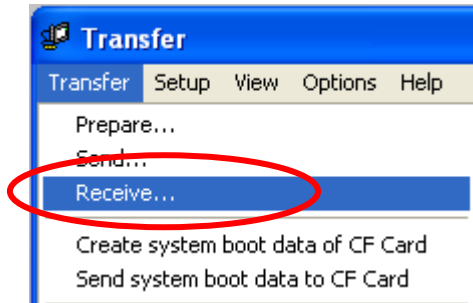 Transfer
Transfer Setup View Options Help
Prepare...
Send...
Receive...
Create system boot data of CF Card
Send system boot data to CF Card